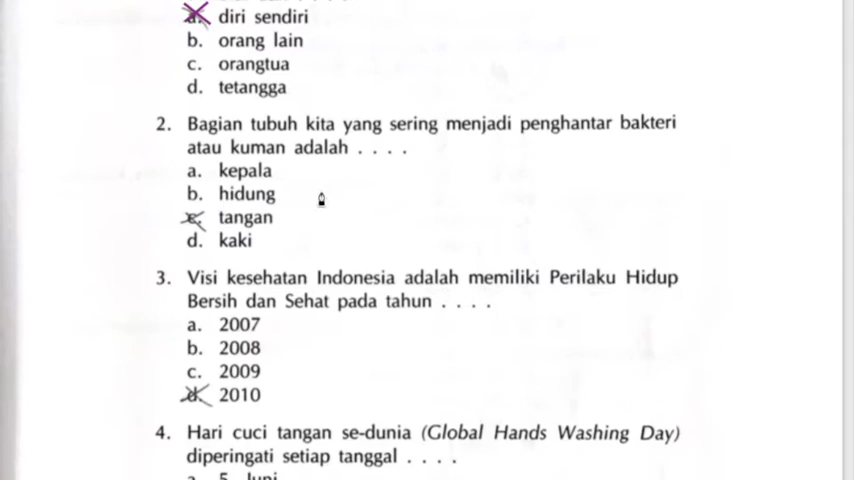 a. diri sendiri
b. orang lain
c. orangtua
d. tetangga
2. Bagian tubuh kita yang sering menjadi penghantar bakteri
atau kuman adalah . . . .
a. kepala
b. hidung
c. tangan
d. kaki
3. Visi kesehatan Indonesia adalah memiliki Perilaku Hidup
Bersih dan Sehat pada tahun . . . .
a. 2007
b. 2008
c. 2009
d. 2010
4. Hari cuci tangan se-dunia (Global Hands Washing Day)
diperingati setiap tanggal . . . .
a. 5 Juni